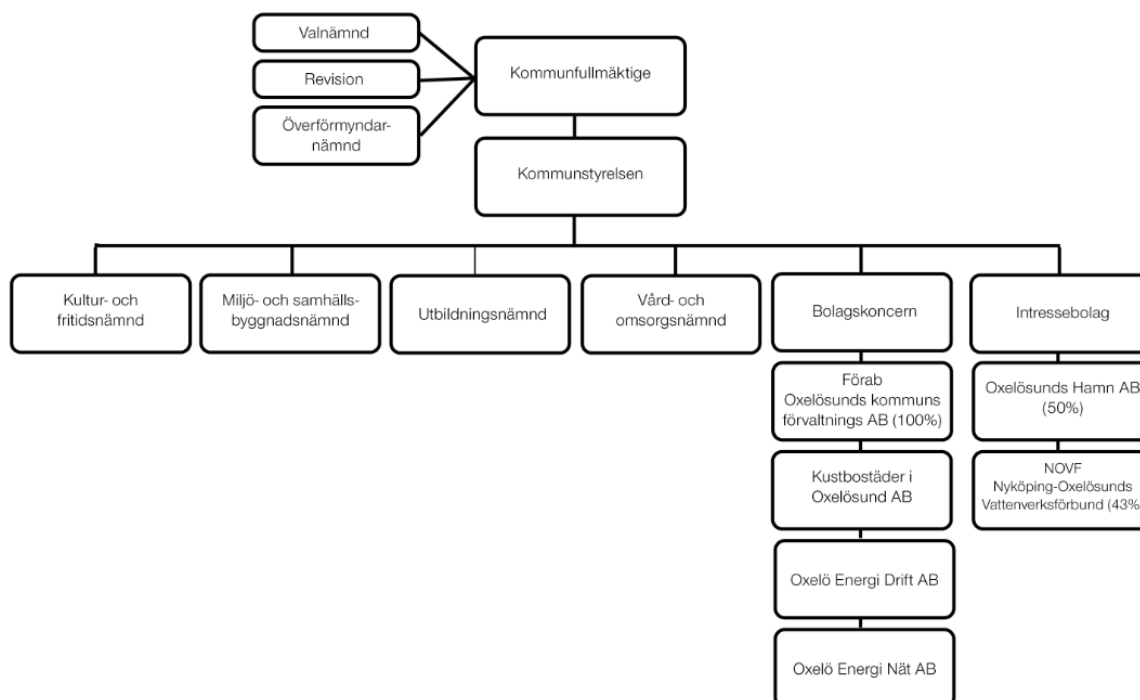 Valnämnd
Revision
Överförmyndar-
nämnd
Kommunfullmäktige
Kommunstyrelsen
Kultur- och
fritidsnämnd
Miljö- och samhälls-
byggnadsnämnd
Utbildningsnämnd
Vård- och
omsorgsnämnd
Bolagskoncern
Intressebolag
Förab
Oxelösunds kommuns
förvaltnings AB (100%)
Oxelösunds Hamn AB
(50%)
Kustbostäder i
Oxelösund AB
NOVF
Nyköping-Oxelösunds
Vattenverksförbund (43%
Oxelö Energi Drift AB
Oxelö Energi Nät AB